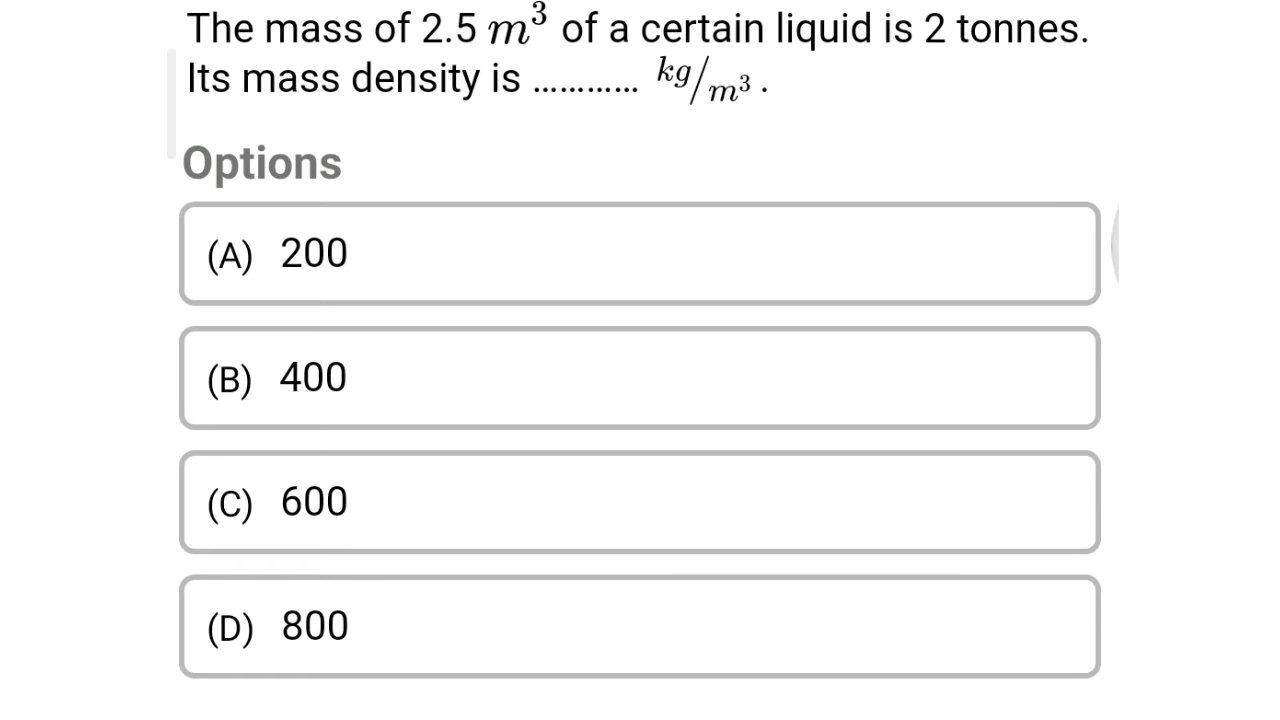 The mass of 2.5 m³ of a certain liquid is 2 tonnes.
Its mass density is ............ kg/m³ .
Options
(A) 200
(B) 400
(C) 600
(D) 800